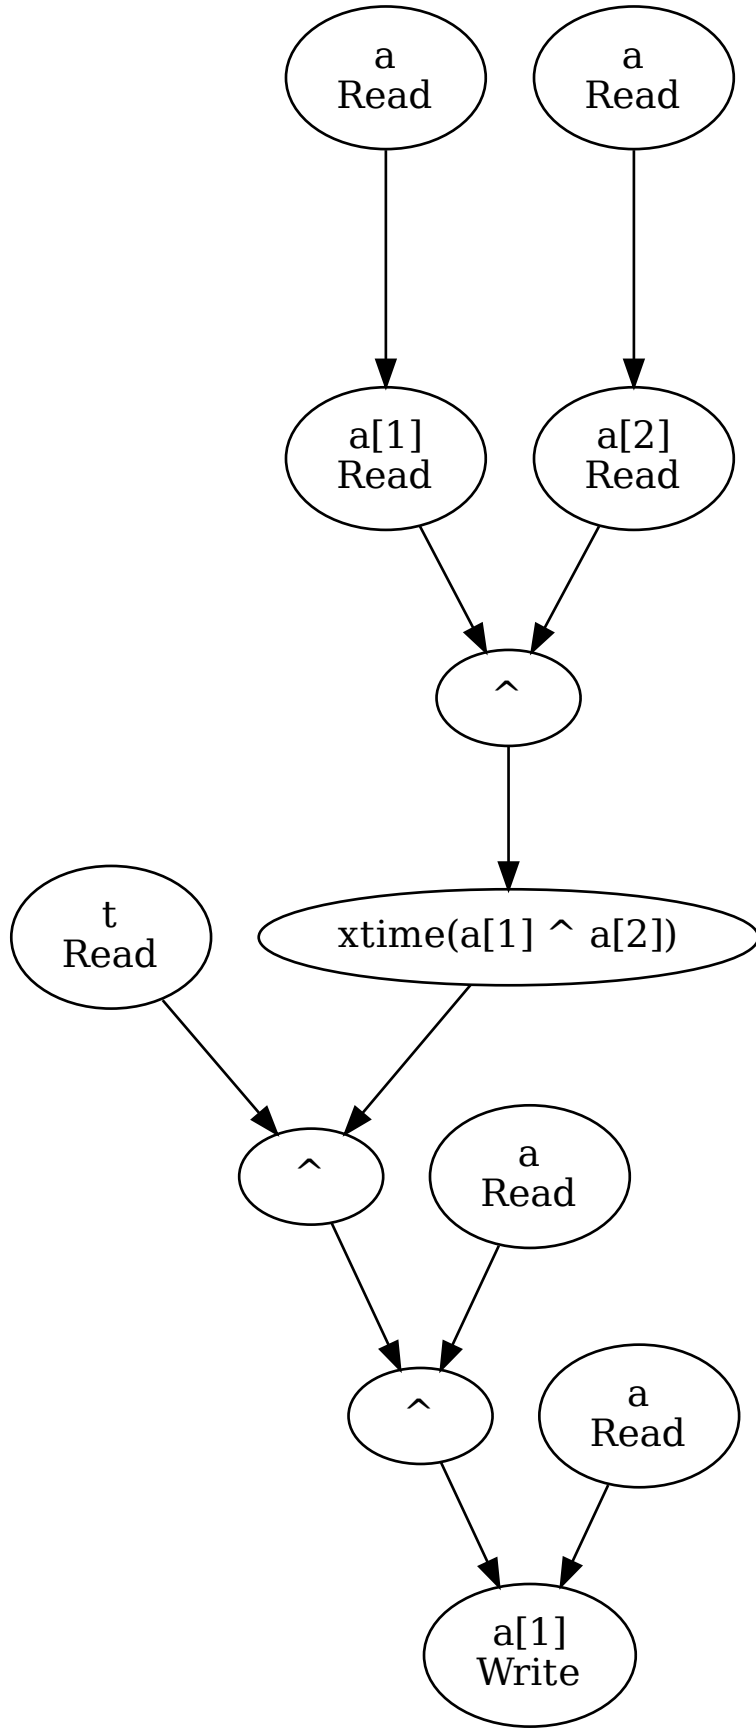 a
Read
a
Read
a[1]
Read
a[2]
Read
^
t
Read
xtime(a[1] ^ a[2])
^
a
Read
^
a
Read
a[1]
Write